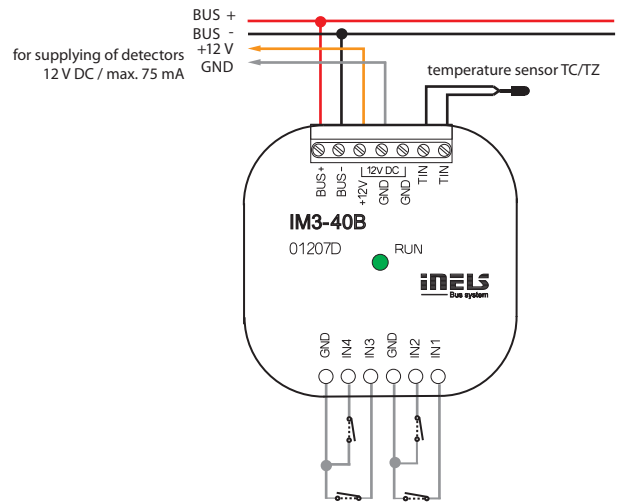 BUS +
BUS -
for supplying of detectors
+12 V
12 V DC / max. 75 mA
GND
temperature sensor TC/TZ
12V DC
BUS+
BUS-
+12V
GND
GND
TIN
TIN
IM3-40B
01207D
RUN
iNELS
Bus system
GND
IN4
IN3
GND
IN2
IN1